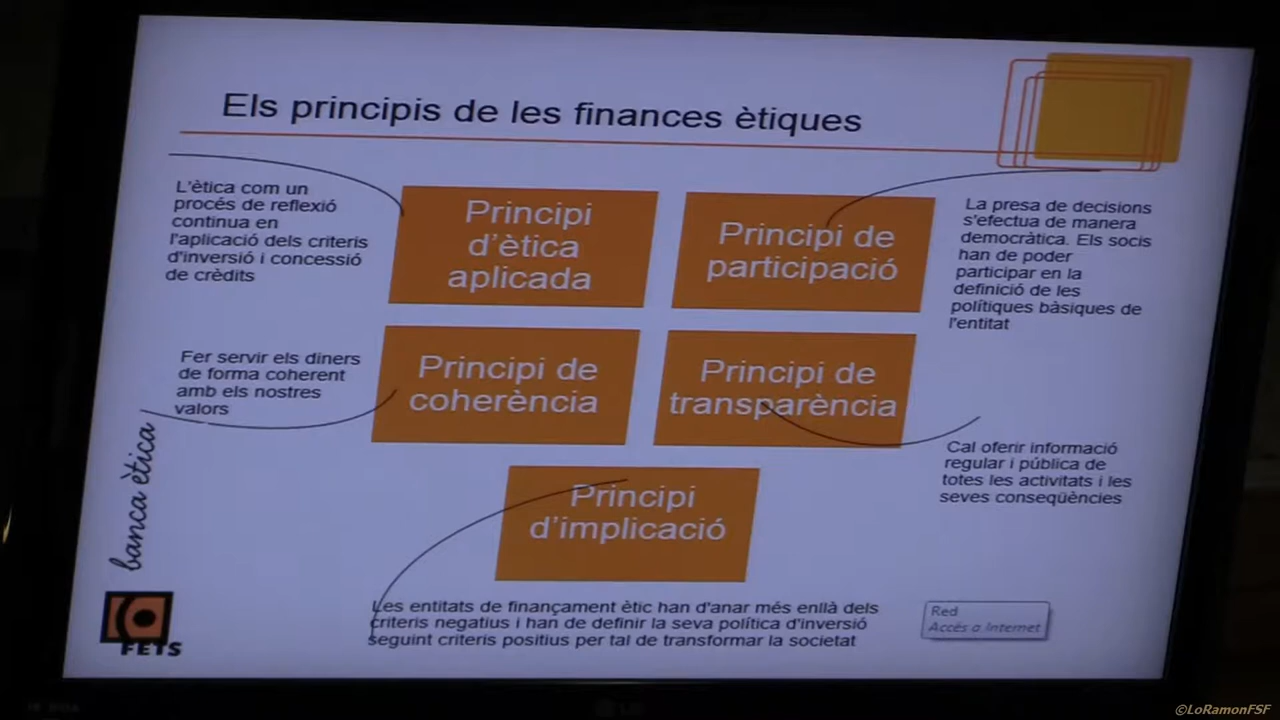 Els principis de les finances ètiques
L'ètica com un
procés de reflexió
continua en
l'aplicació dels criteris
d'inversió i concessió
de crèdits
Principi
d'ètica
aplicada
Principi de
participació
La presa de decisions
s'efectua de manera
democràtica. Els socis
han de poder
participar en la
definició de les
polítiques bàsiques de
l'entitat
Fer servir els diners
de forma coherent
amb els nostres
valors
Principi de
coherència
Principi de
transparència
Cal oferir informació
regular i pública de
totes les activitats i les
seves conseqüències
Principi
d'implicació
Les entitats de finançament ètic han d'anar més enllà dels
criteris negatius i han de definir la seva política d'inversió
seguint criteris positius per tal de transformar la societat
banca ètica
FETS
Red
Accés a Internet
LG
©LoRamonFSF